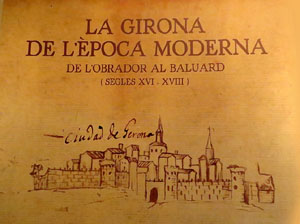 LA GIRONA
DE L'ÈPOCA MODERNA
DE L'OBRADOR AL BALUARD
( SEGLES XVI - XVIII )
Ciudad de Gerona